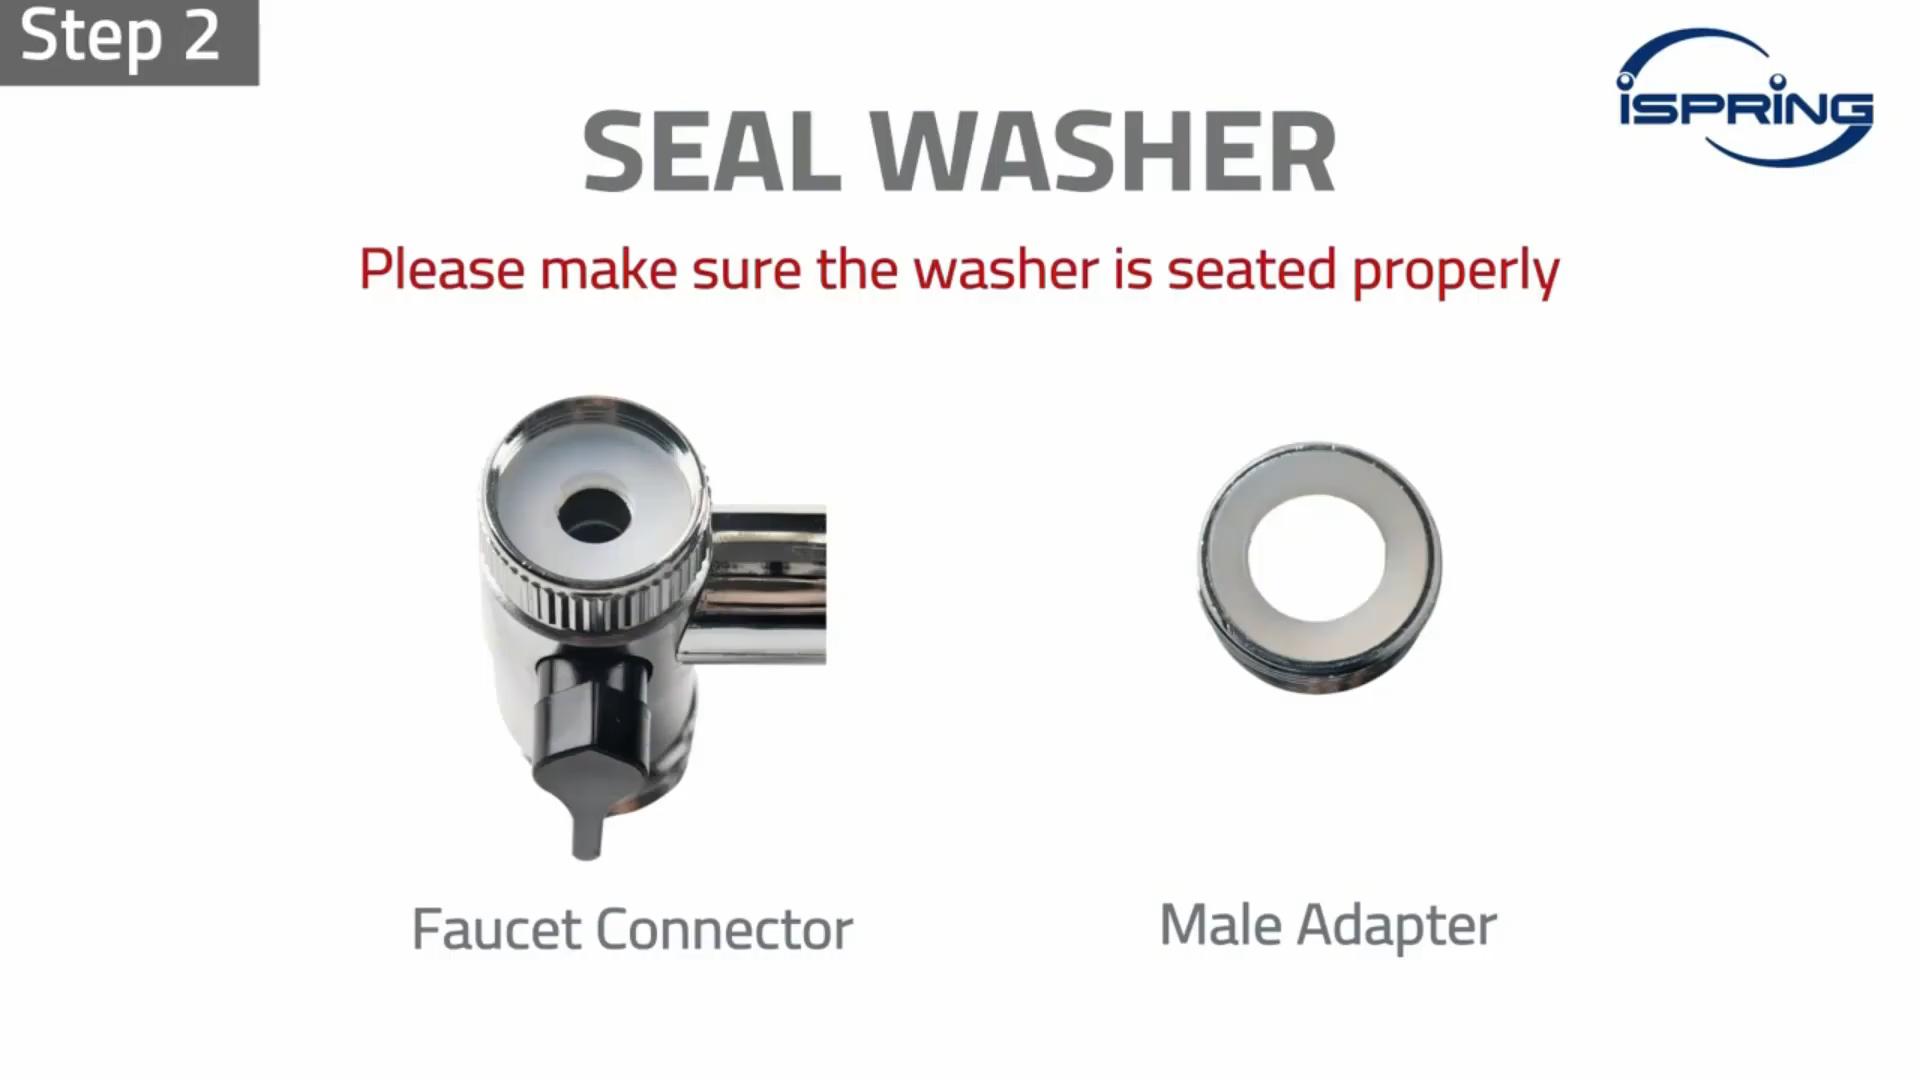 Step 2
iSPRiNG
SEAL WASHER
Please make sure the washer is seated properly
Faucet Connector
Male Adapter